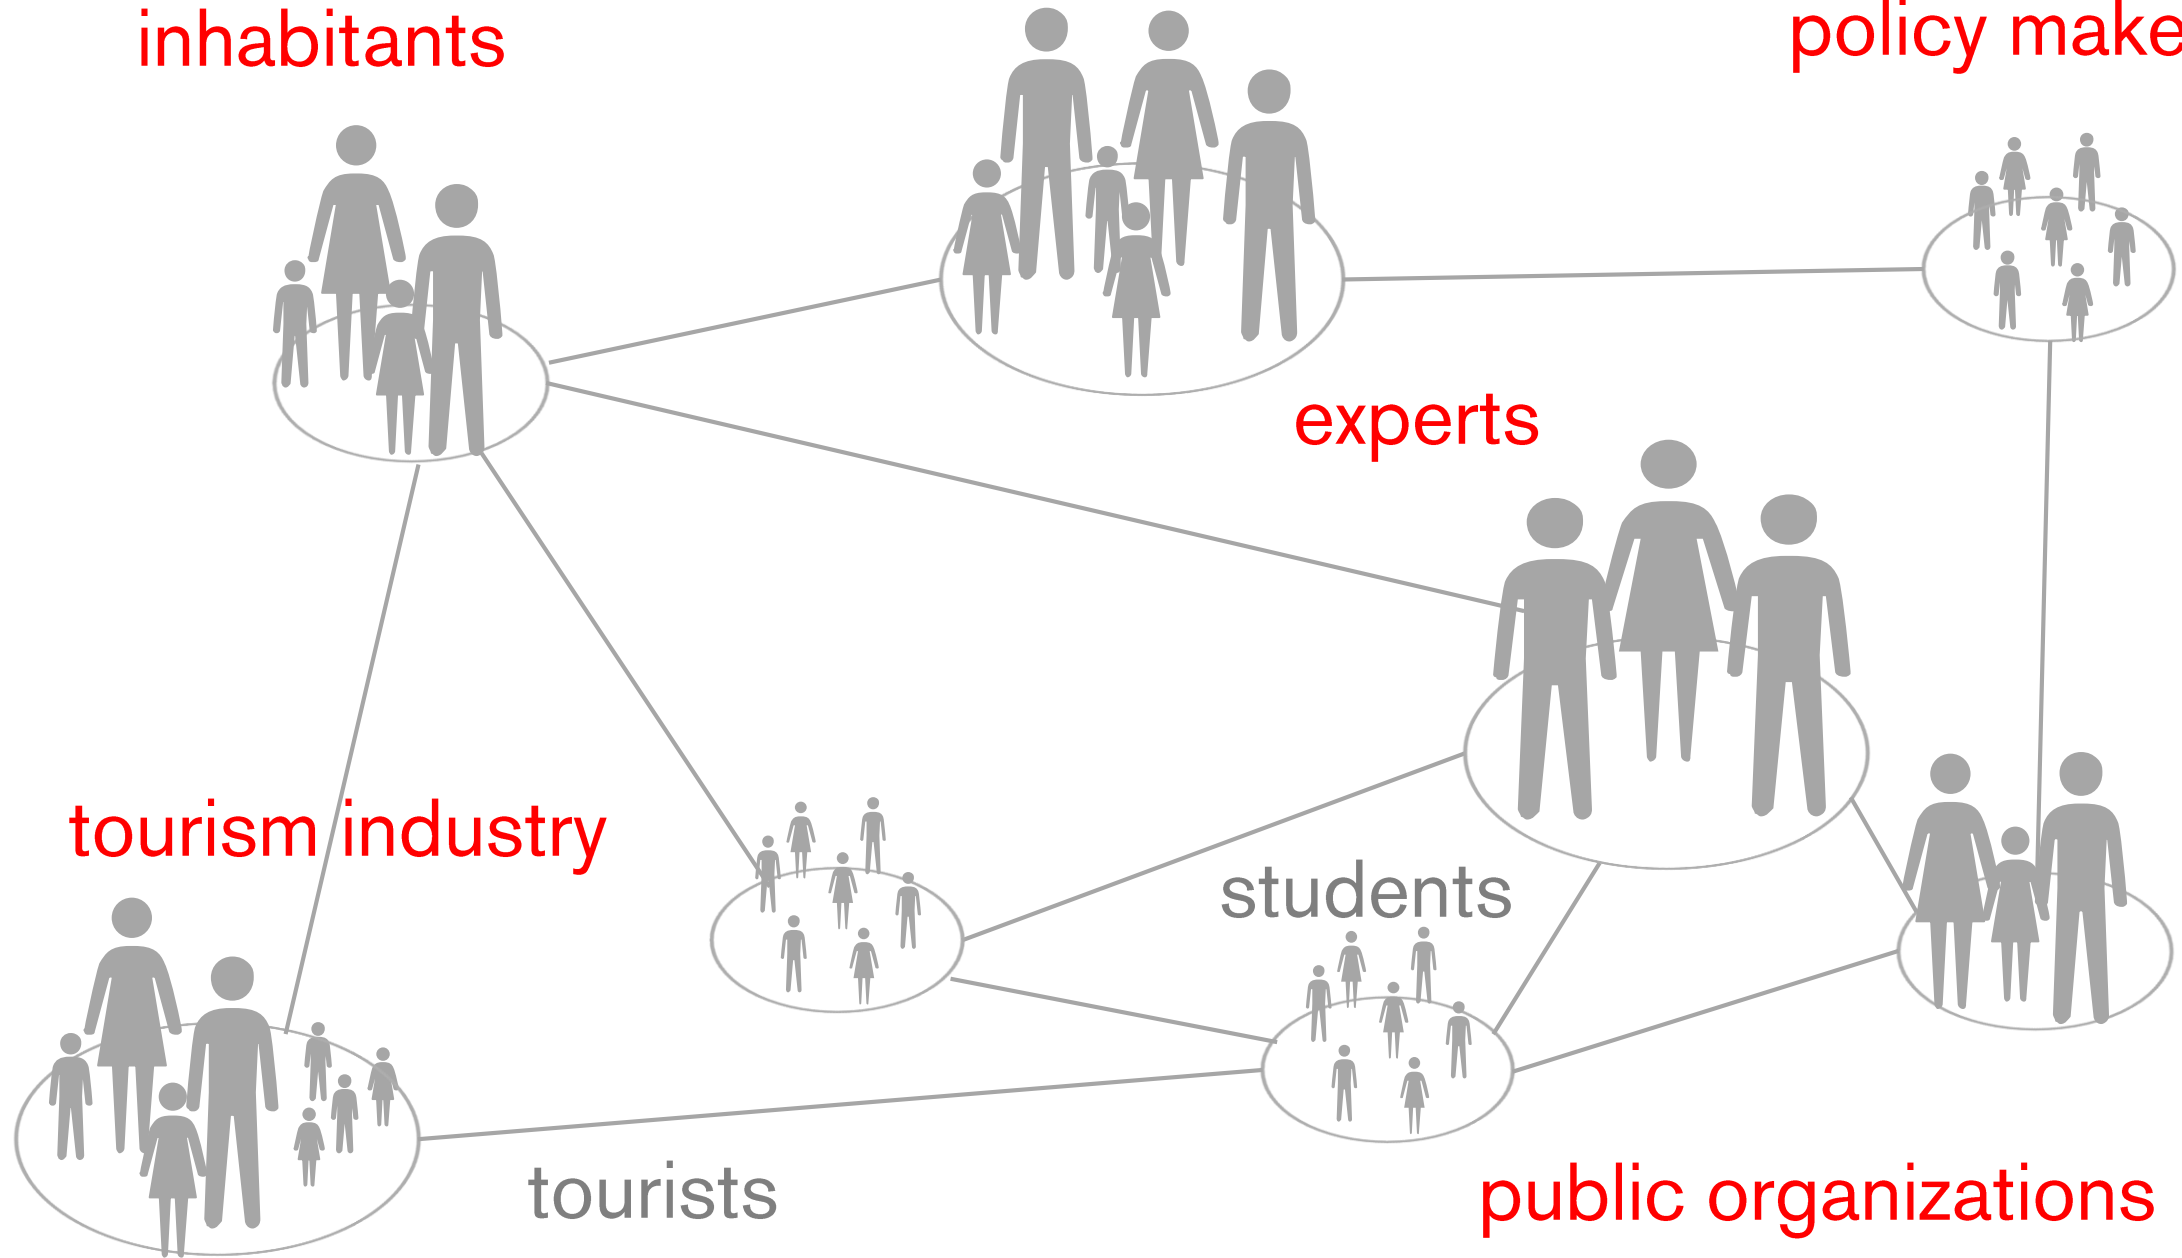 inhabitants
policy make
experts
tourism industry
students
tourists
public organizations